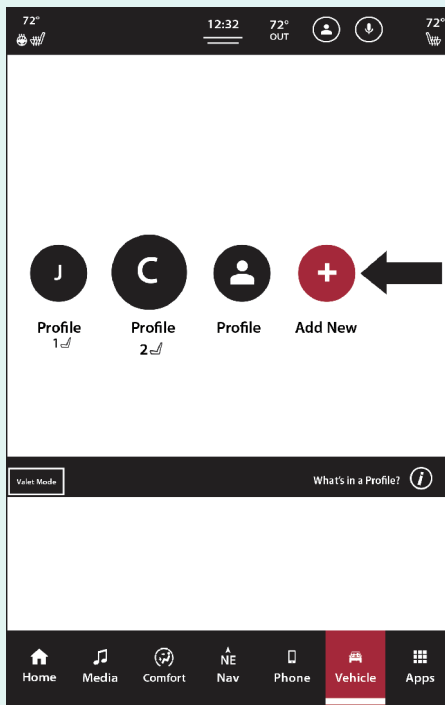 72°
12:32
72°
OUT
72°
J
C
Profile
1
Profile
2
Profile
Add New
Valet Mode
What's in a Profile?
i
NE
Home
Media
Comfort
Nav
Phone
Vehicle
Apps